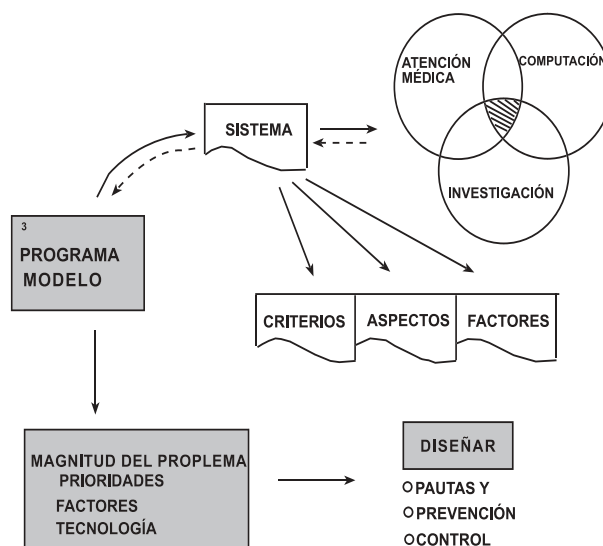 ATENCIÓN
MÉDICA
COMPUTACIÓN
SISTEMA
INVESTIGACIÓN
3
PROGRAMA
MODELO
CRITERIOS
ASPECTOS
FACTORES
MAGNITUD DEL PROPLEMA
PRIORIDADES
FACTORES
TECNOLOGÍA
DISEÑAR
PAUTAS Y
PREVENCIÓN
CONTROL